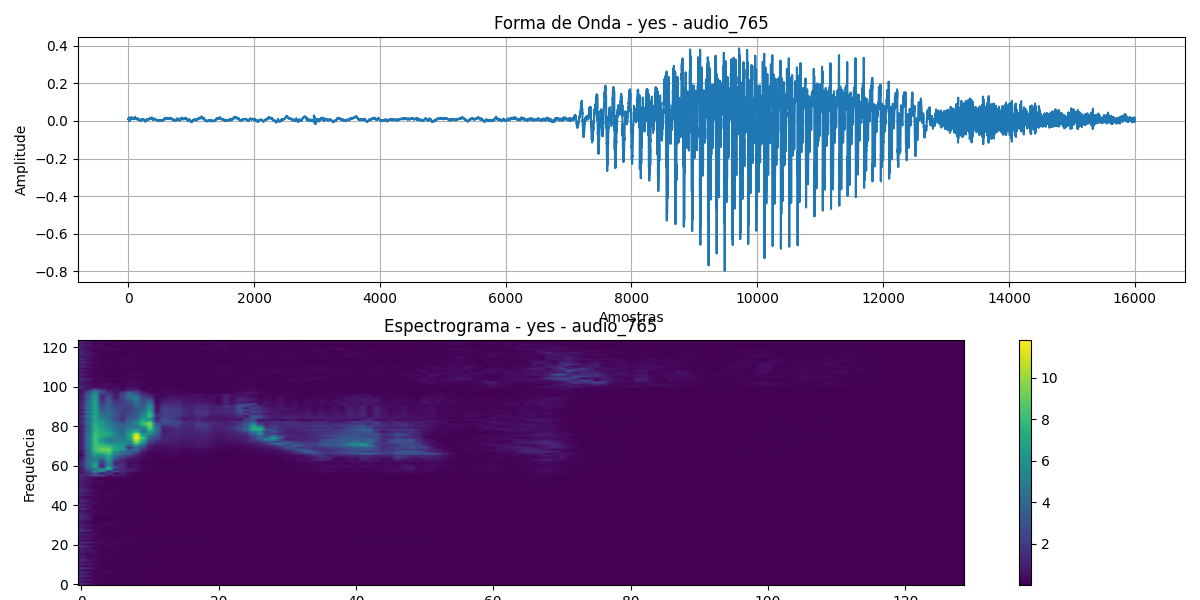 Forma de Onda - yes - audio_765
Amplitude
0.4
0.2
0.0
−0.2
−0.4
−0.6
−0.8
0 2000 4000 6000 8000 10000 12000 14000 16000
Amostras
Espectrograma - yes - audio_765
Frequência
120
100
80
60
40
20
0
0 20 40 60 80 100 120
10
8
6
4
2